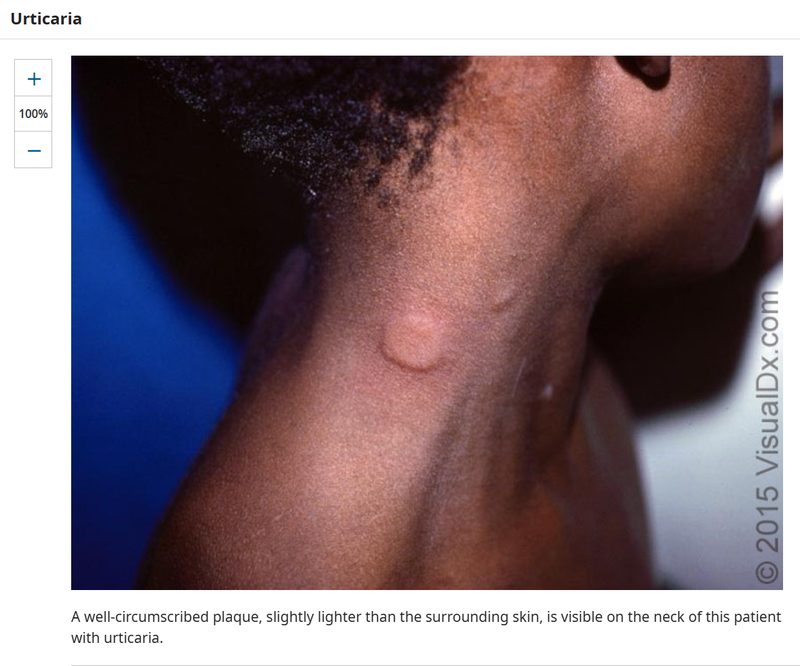 Urticaria
+
100%
−
© 2015 VisualDx.com
A well-circumscribed plaque, slightly lighter than the surrounding skin, is visible on the neck of this patient
with urticaria.